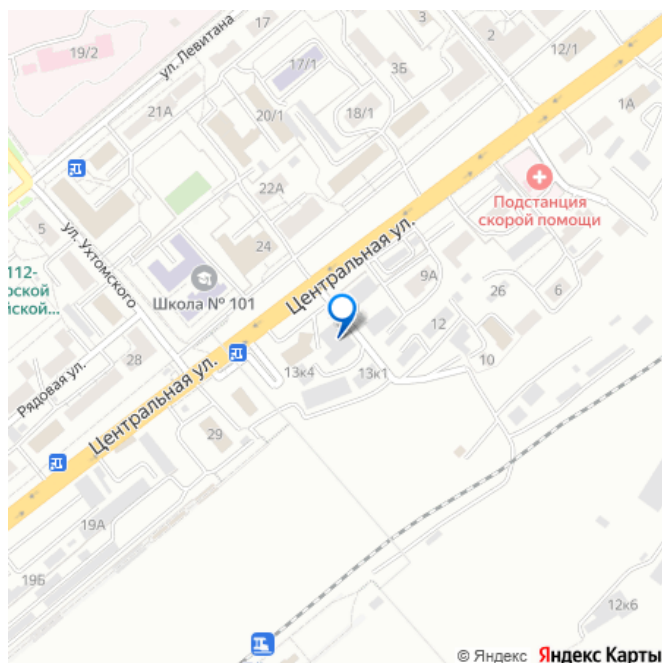 19/2
ул. Левитана
17
3
2
12/1
17/1
3Б
21А
20/1
18/1
1А
22А
Подстанция
скорой помощи
5
ул. Ухтомского
24
Центральная ул.
112-
рской
йской...
Школа № 101
9А
26
6
12
28
Рядовая ул.
Центральная ул.
13к4
13к1
10
29
19А
19Б
12к6
© Яндекс Яндекс Карты